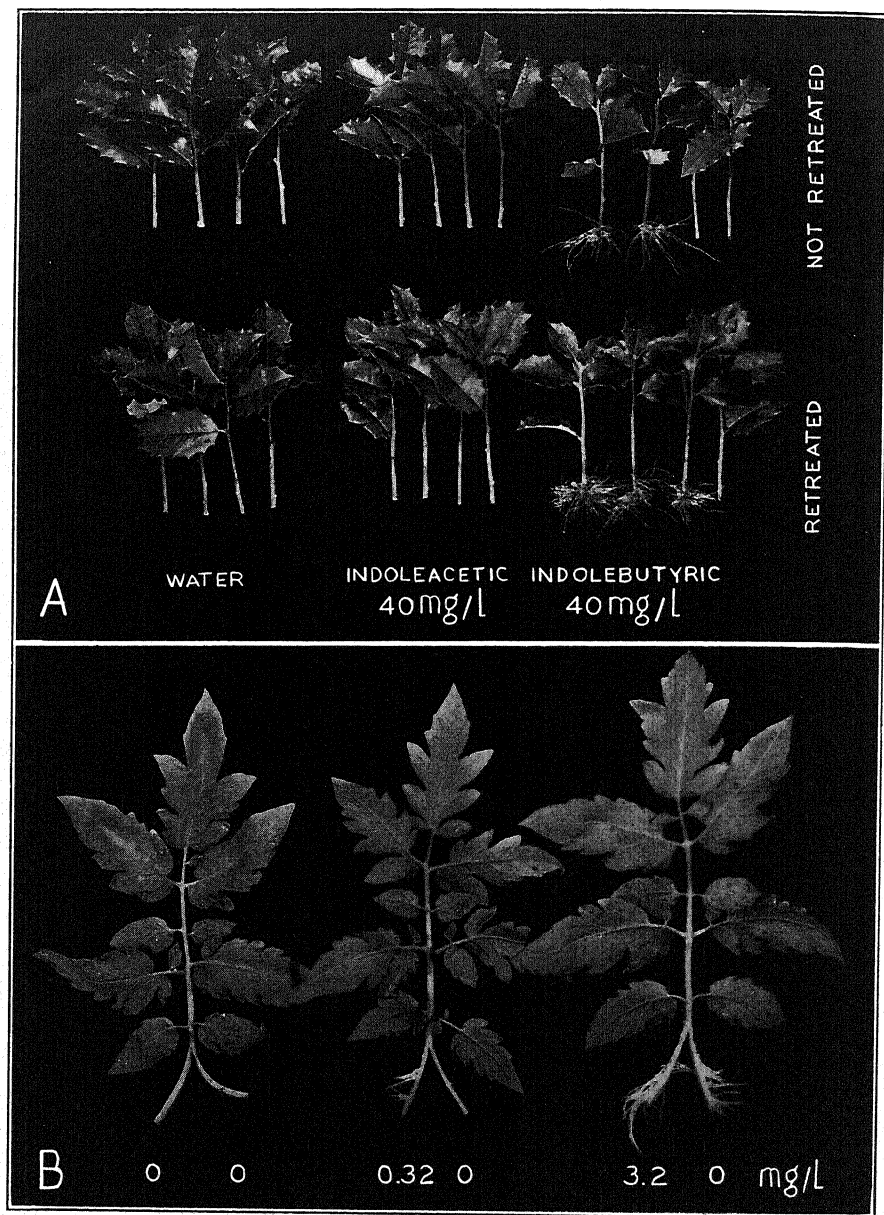 NOT RETREATED
RETREATED
WATER
INDOLEACETIC
40mg/l
INDOLEBUTYRIC
40mg/l
A
B
0 0
0.32 0
3.2 0 mg/L